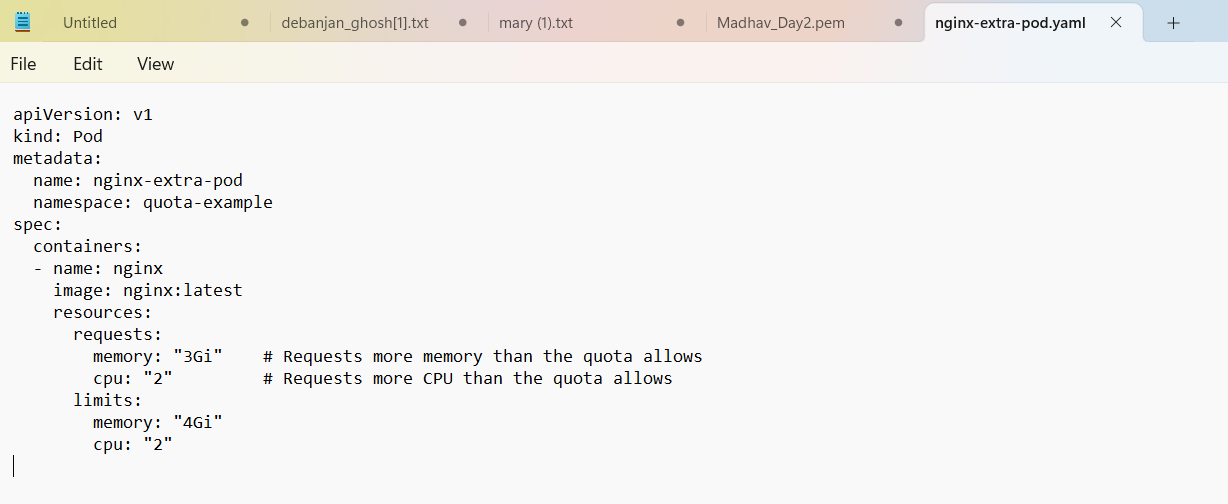 Untitled
debanjan_ghosh[1].txt
mary (1).txt
Madhav_Day2.pem
nginx-extra-pod.yaml
File Edit View
apiVersion: v1
kind: Pod
metadata:
  name: nginx-extra-pod
  namespace: quota-example
spec:
  containers:
  - name: nginx
    image: nginx:latest
    resources:
      requests:
        memory: "3Gi"    # Requests more memory than the quota allows
        cpu: "2"         # Requests more CPU than the quota allows
      limits:
        memory: "4Gi"
        cpu: "2"